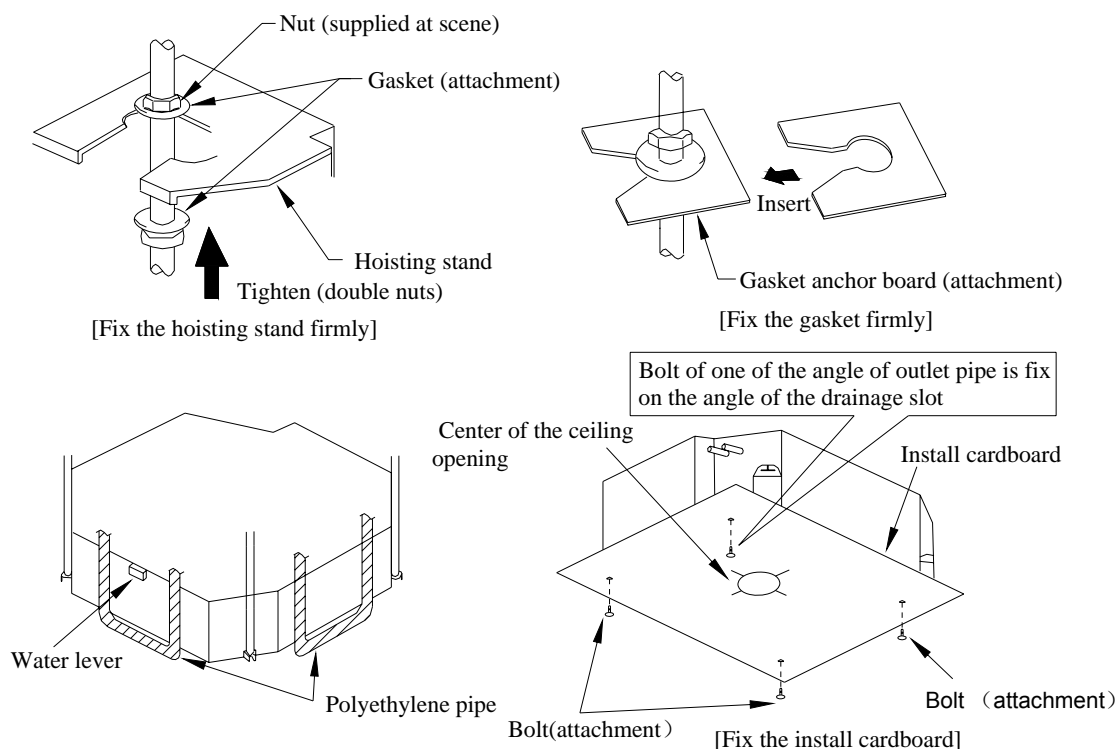 Nut (supplied at scene)
Gasket (attachment)
Hoisting stand
Tighten (double nuts)
[Fix the hoisting stand firmly]
Insert
Gasket anchor board (attachment)
[Fix the gasket firmly]
Water lever
Polyethylene pipe
Bolt of one of the angle of outlet pipe is fix
on the angle of the drainage slot
Center of the ceiling
opening
Install cardboard
Bolt(attachment）
Bolt （attachment）
[Fix the install cardboard]